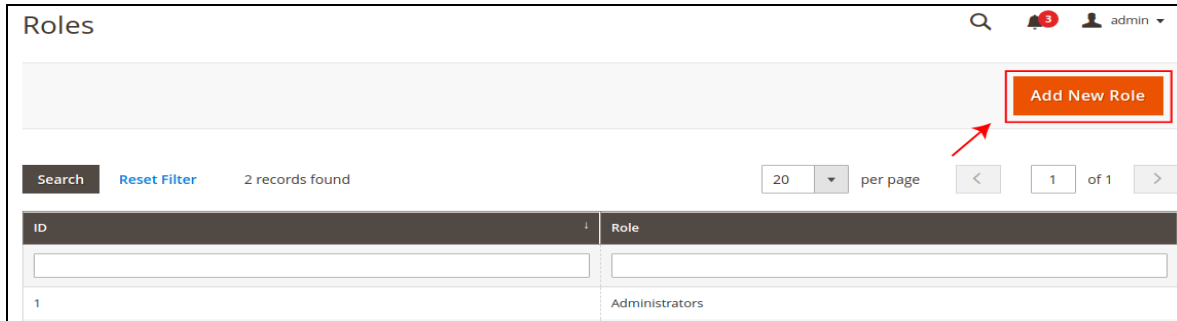 Roles
3 admin
Add New Role
Search Reset Filter 2 records found 20 per page 1 of 1
ID Role
1 Administrators